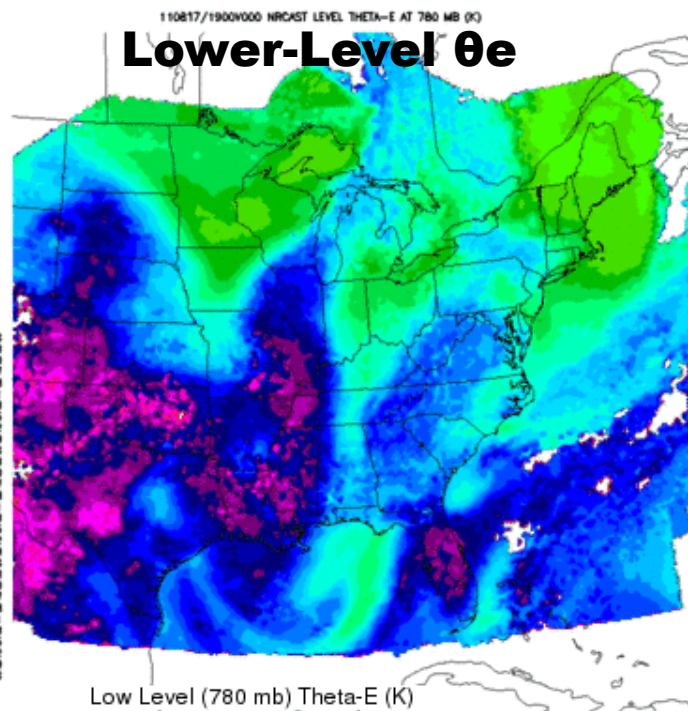 110817/1900V000 NRCAST LEVEL THETA-E AT 780 MB (K)
Lower-Level θe
Low Level (780 mb) Theta-E (K)